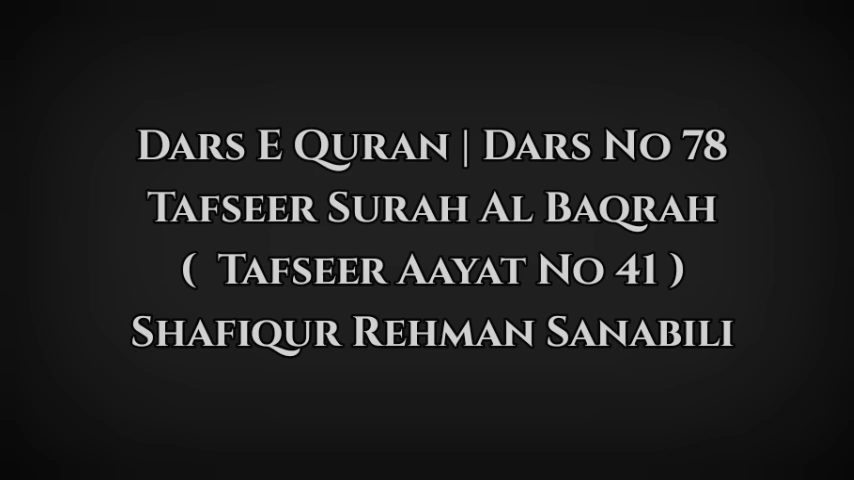 Dars E Quran | Dars No 78
Tafseer Surah Al Baqrah
( Tafseer Aayat No 41 )
Shafiqur Rehman Sanabili